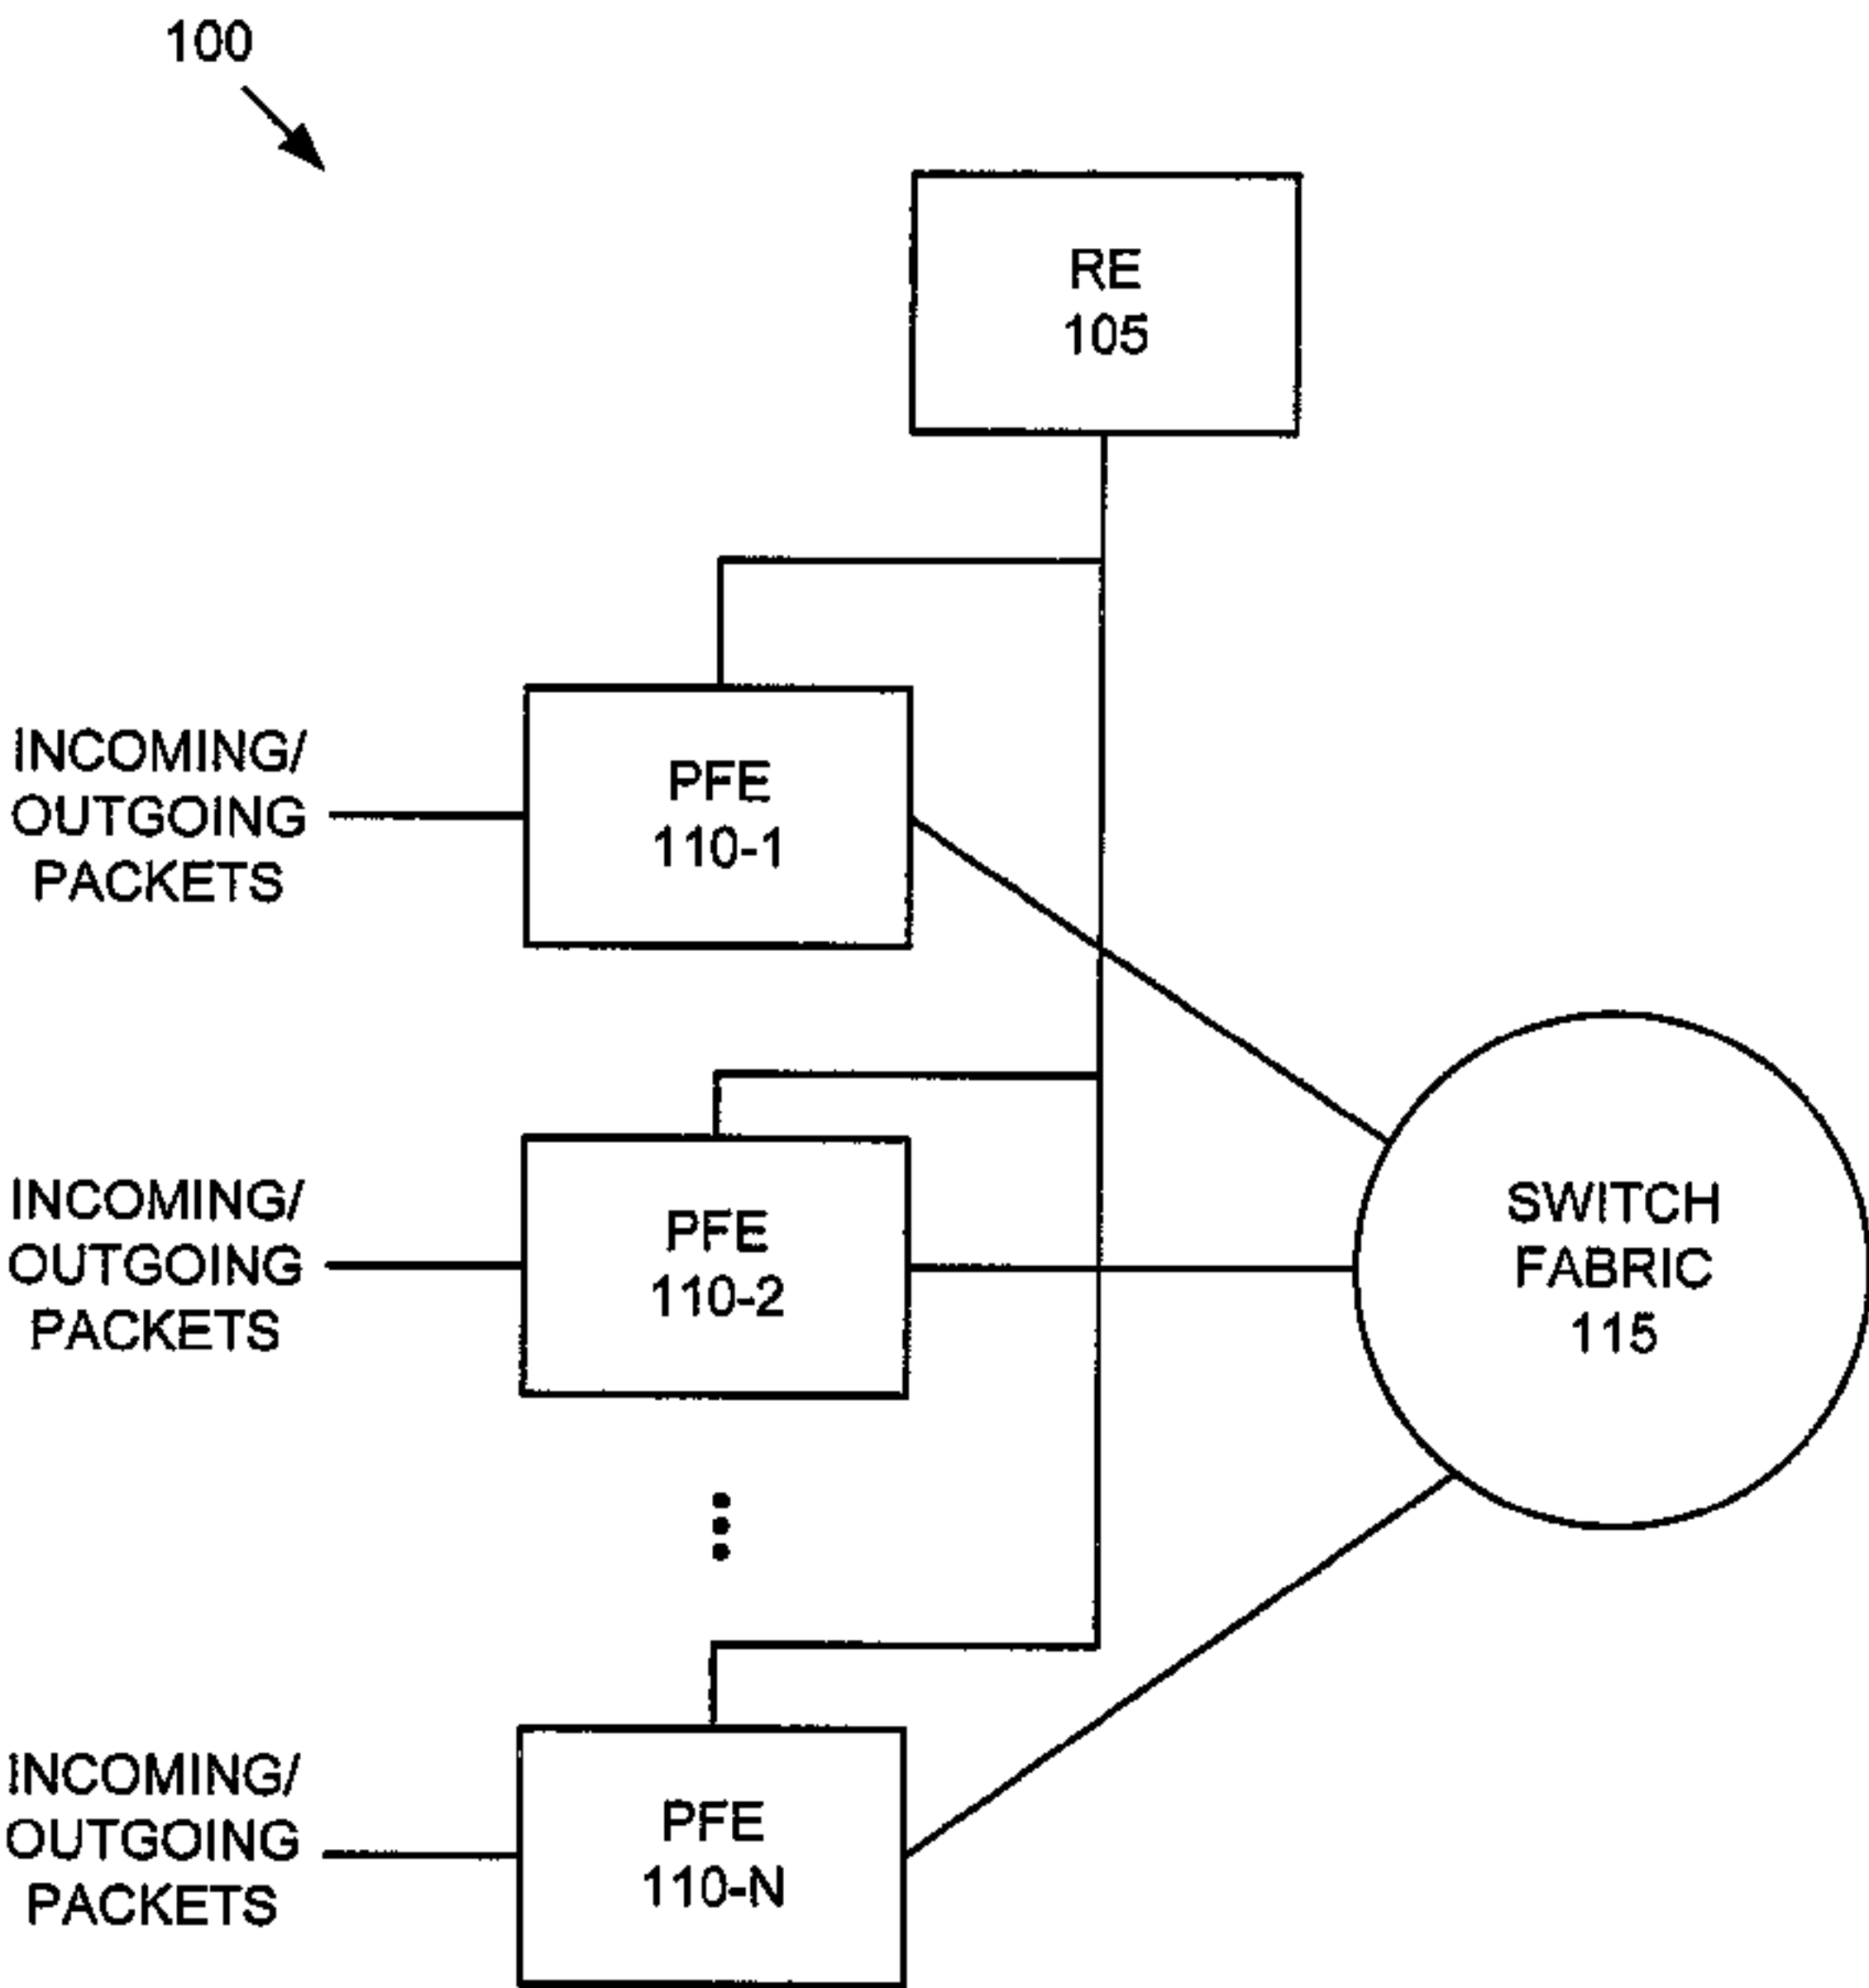 100
RE
105
INCOMING/
OUTGOING
PACKETS
PFE
110-1
INCOMING/
OUTGOING
PACKETS
PFE
110-2
SWITCH
FABRIC
115
INCOMING/
OUTGOING
PACKETS
PFE
110-N